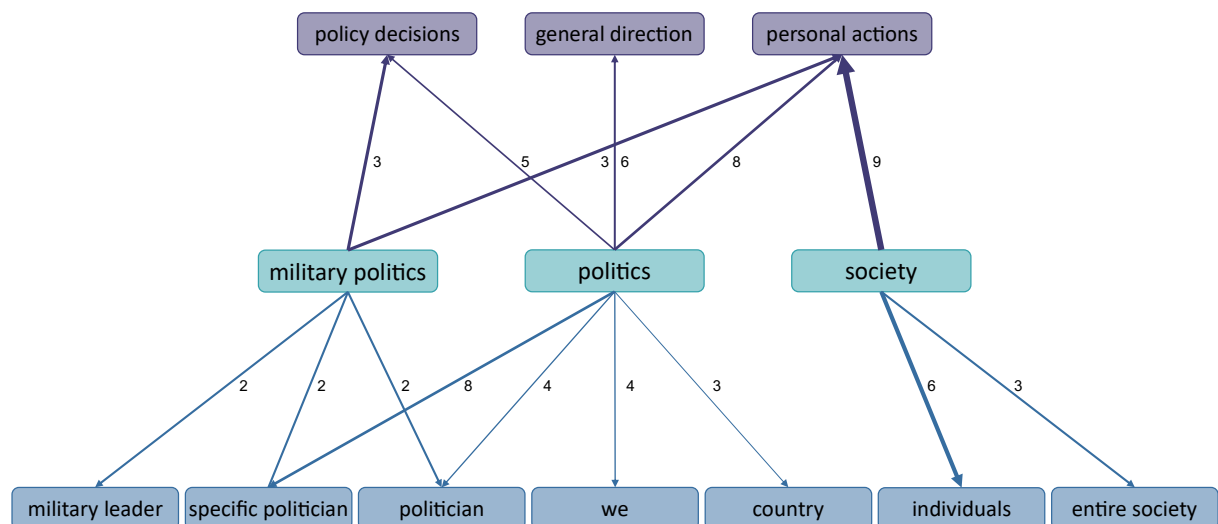 policy decisions
general direction
personal actions
3
5
3
6
8
9
military politics
politics
society
2
2
2
8
4
4
3
6
3
military leader
specific politician
politician
we
country
individuals
entire society